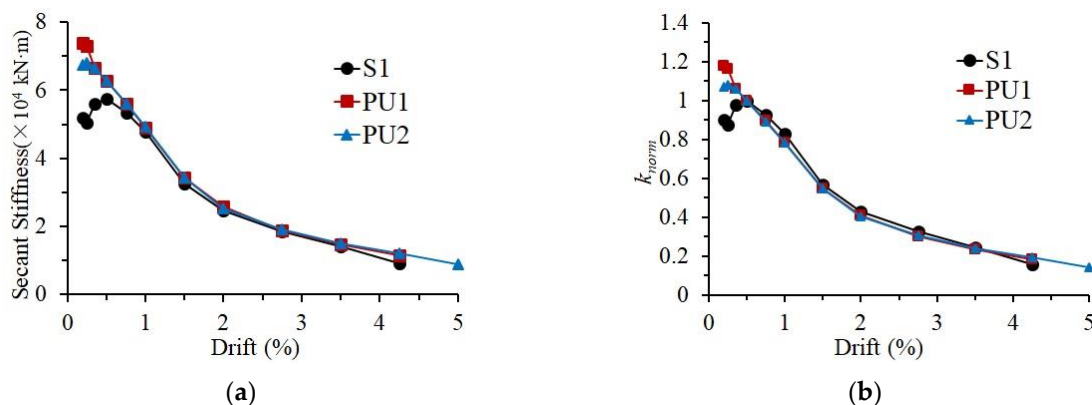 8
6
4
2
0
Secant Stiffness(×10⁴ kN·m)
S1
PU1
PU2
0 1 2 3 4 5
Drift (%)
(a)
1.4
1.2
1
0.8
0.6
0.4
0.2
0
k_norm
S1
PU1
PU2
0 1 2 3 4 5
Drift (%)
(b)